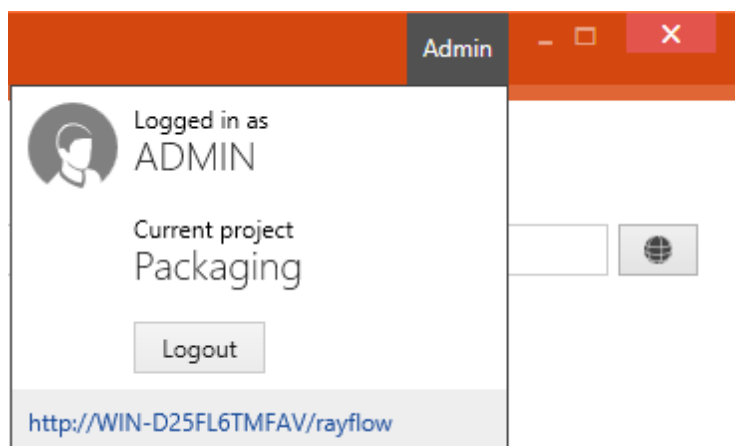 Admin
Logged in as
ADMIN
Current project
Packaging
Logout
http://WIN-D25FL6TMFAV/rayflow